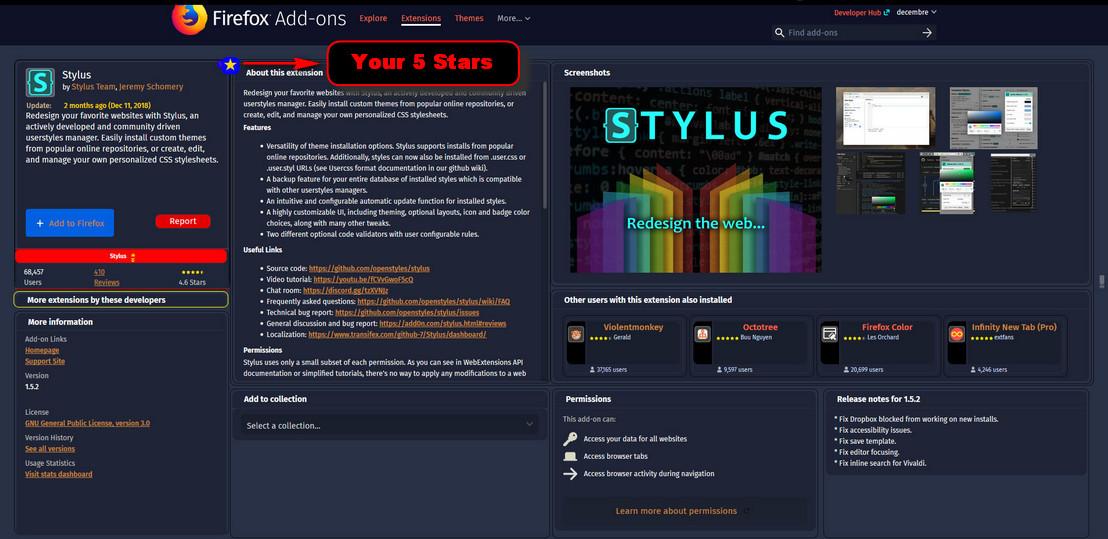 Firefox Add-ons
Explore
Extensions
Themes
More...
Developer Hub
decembre
Find add-ons
Your 5 Stars
Stylus
by Stylus Team, Jeremy Schomery
Update: 2 months ago (Dec 11, 2018)
Redesign your favorite websites with Stylus, an
actively developed and community driven
userstyles manager. Easily install custom themes
from popular online repositories, or create, edit,
and manage your own personalized CSS stylesheets.
+ Add to Firefox
Report
Stylus
68,457
Users
410
Reviews
4.6 Stars
More extensions by these developers
More information
Add-on Links
Homepage
Support Site
Version
1.5.2
License
GNU General Public License, version 3.0
Version History
See all versions
Usage Statistics
Visit stats dashboard
About this extension
Redesign your favorite websites with Stylus, an actively developed and community driven
userstyles manager. Easily install custom themes from popular online repositories, or
create, edit, and manage your own personalized CSS stylesheets.
Features
• Versatility of theme installation options. Stylus supports installs from popular
online repositories. Additionally, styles can now also be installed from .user.css or
.user.styl URLs (see Usercss format documentation in our github wiki).
• A backup feature for your entire database of installed styles which is compatible
with other userstyles managers.
• An intuitive and configurable automatic update function for installed styles.
• A highly customizable UI, including theming, optional layouts, icon and badge color
choices, along with many other tweaks.
• Two different optional code validators with user configurable rules.
Useful Links
• Source code: https://github.com/openstyles/stylus
• Video tutorial: https://youtu.be/fCVvGwoF5cQ
• Chat room: https://discord.gg/tzXVNJz
• Frequently asked questions: https://github.com/openstyles/stylus/wiki/FAQ
• Technical bug report: https://github.com/openstyles/stylus/issues
• General discussion and bug report: https://add0n.com/stylus.html#reviews
• Localization: https://www.transifex.com/github-7/Stylus/dashboard/
Permissions
Stylus uses only a small subset of each permission. As you can see in WebExtensions API
documentation or simplified tutorials, there's no way to apply any modifications to a web
Add to collection
Select a collection...
Screenshots
STYLUS
Redesign the web...
Other users with this extension also installed
Violentmonkey
Gerald
37,165 users
Octotree
Buu Nguyen
9,597 users
Firefox Color
Les Orchard
20,699 users
Infinity New Tab (Pro)
extfans
4,246 users
Permissions
This add-on can:
Access your data for all websites
Access browser tabs
Access browser activity during navigation
Learn more about permissions
Release notes for 1.5.2
* Fix Dropbox blocked from working on new installs.
* Fix accessibility issues.
* Fix save template.
* Fix editor focusing.
* Fix inline search for Vivaldi.